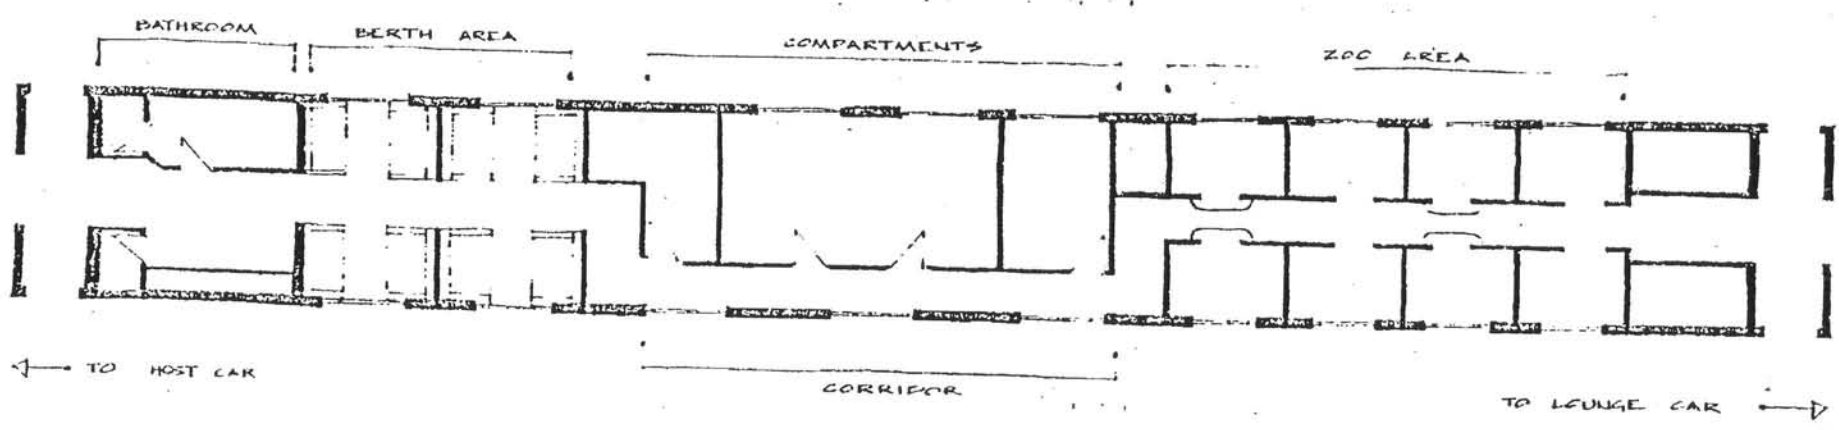 BATHROOM
BERTH AREA
COMPARTMENTS
ZOO AREA
TO HOST CAR
CORRIDOR
TO LOUNGE CAR